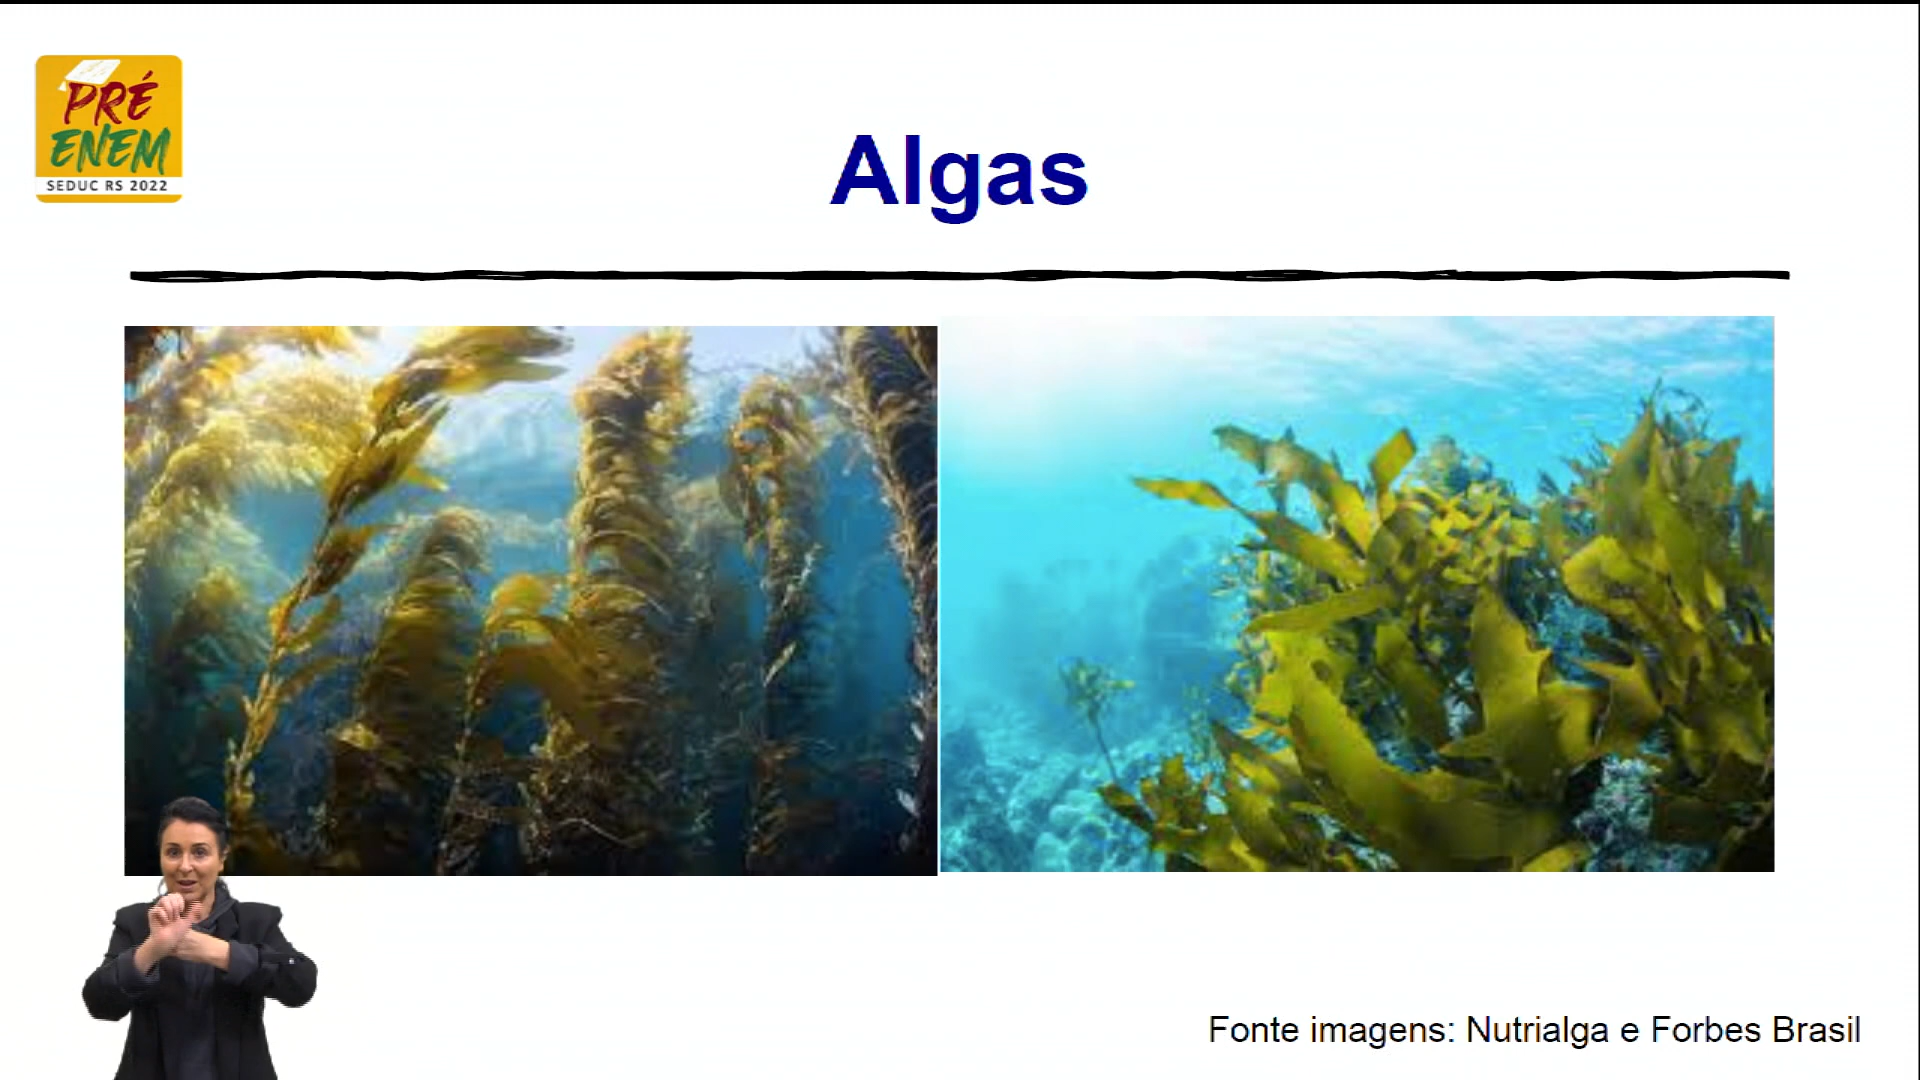 PRÉ
ENEM
SEDUC RS 2022
Algas
Fonte imagens: Nutrialga e Forbes Brasil